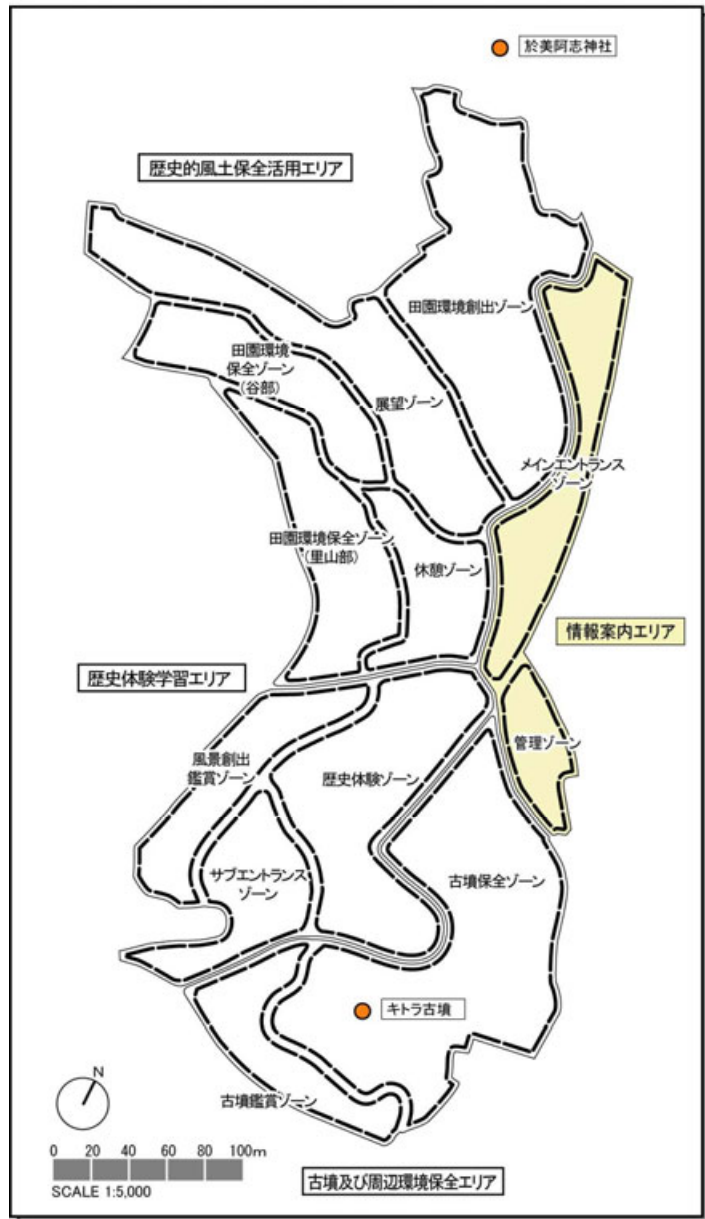 於美阿志神社
歴史的風土保全活用エリア
田園環境創出ゾーン
田園環境
保全ゾーン
(谷部)
展望ゾーン
メインエントランス
ゾーン
田園環境保全ゾーン
(里山部)
休憩ゾーン
情報案内エリア
歴史体験学習エリア
管理ゾーン
風景創出
鑑賞ゾーン
歴史体験ゾーン
サブエントランス
ゾーン
古墳保全ゾーン
キトラ古墳
古墳鑑賞ゾーン
N
0 20 40 60 80 100m
SCALE 1:5,000
古墳及び周辺環境保全エリア